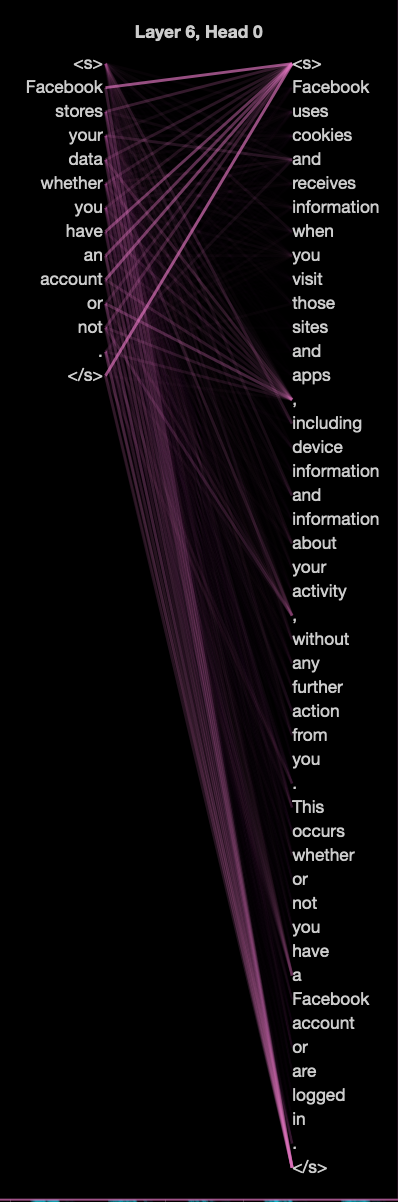 Layer 6, Head 0
<s> <s>
Facebook Facebook
stores uses
your cookies
data and
whether receives
you information
have when
an you
account visit
or those
not sites
. and
</s> apps
,
including
device
information
and
information
about
your
activity
,
without
any
further
action
from
you
.
This
occurs
whether
or
not
you
have
a
Facebook
account
or
are
logged
in
.
</s>